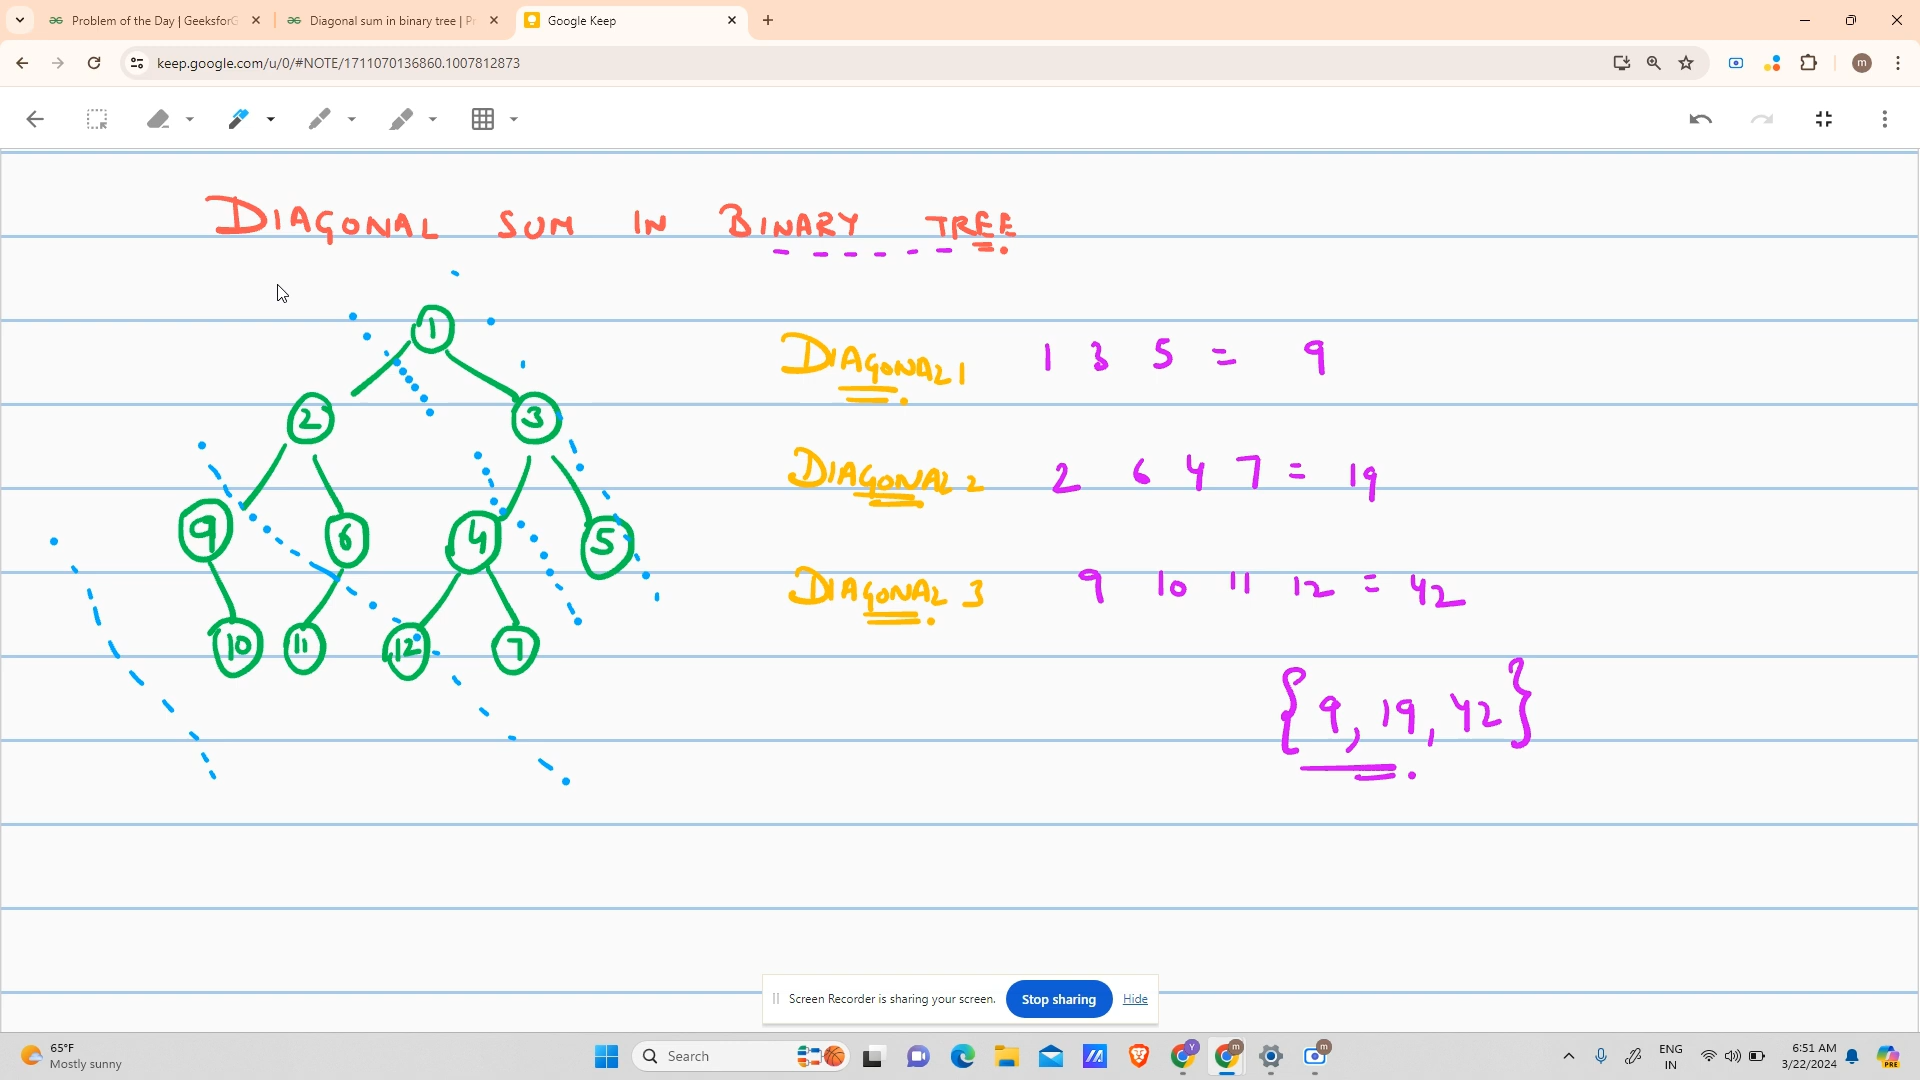 Problem of the Day | GeeksforG
Diagonal sum in binary tree | Pr
Google Keep
keep.google.com/u/0/#NOTE/1711070136860.1007812873
m
DIAGONAL SUM IN BINARY TREE
1
2 3
9 6 4 5
10 11 12 7
DIAGONAL 1 1 3 5 = 9
DIAGONAL 2 2 6 4 7 = 19
DIAGONAL 3 9 10 11 12 = 42
{9, 19, 42}
Screen Recorder is sharing your screen. Stop sharing Hide
65°F
Mostly sunny
Search
Y
m
m
ENG
IN
6:51 AM
3/22/2024
PRE